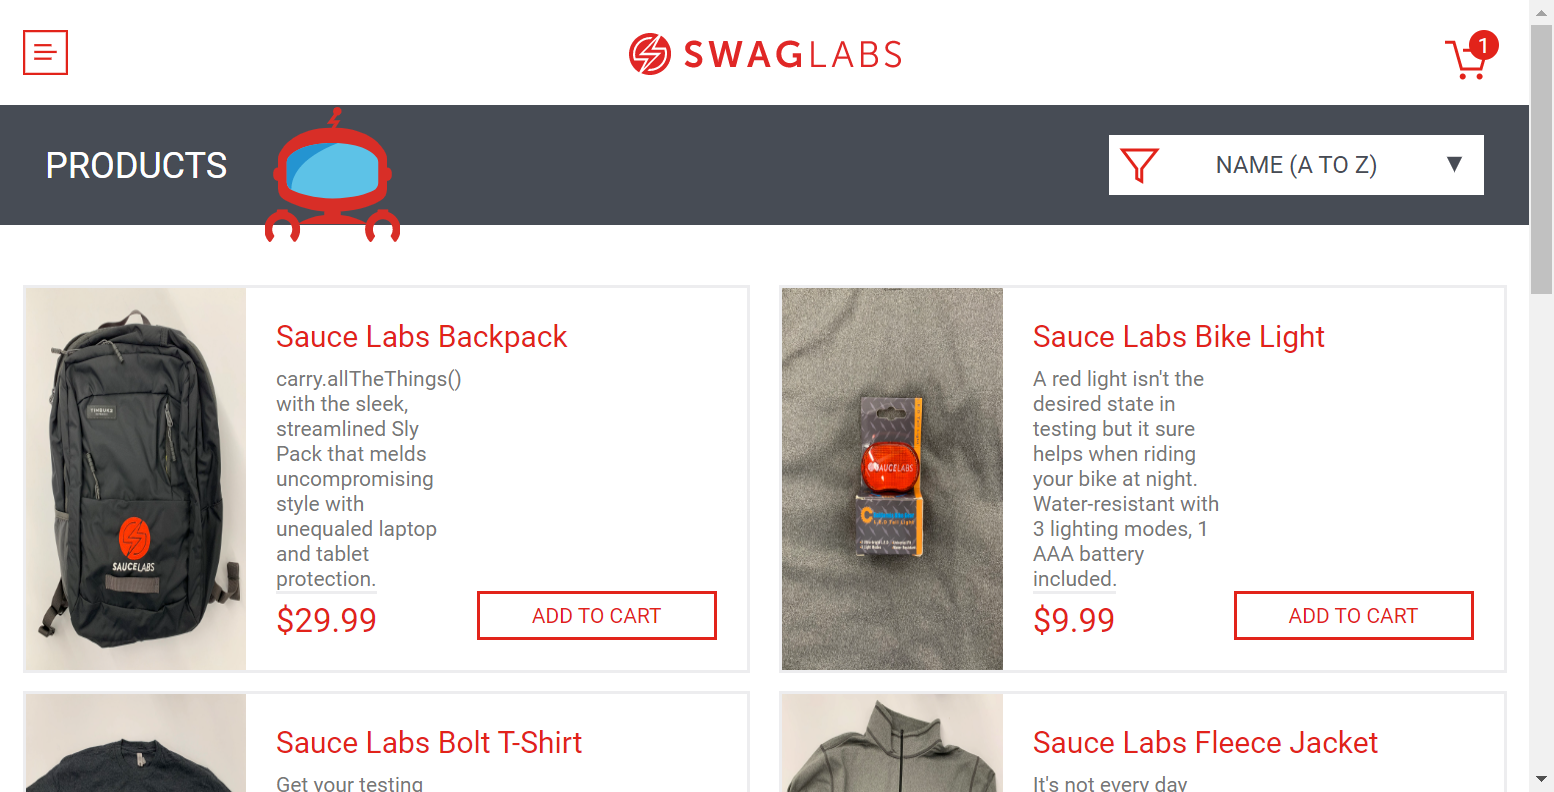 SWAGLABS
1
PRODUCTS
NAME (A TO Z)
Sauce Labs Backpack
carry.allTheThings()
with the sleek,
streamlined Sly
Pack that melds
uncompromising
style with
unequaled laptop
and tablet
protection.
$29.99
ADD TO CART
SAUCELABS
Sauce Labs Bike Light
A red light isn't the
desired state in
testing but it sure
helps when riding
your bike at night.
Water-resistant with
3 lighting modes, 1
AAA battery
included.
$9.99
ADD TO CART
SAUCELABS
Sauce Labs Bolt T-Shirt
Get your testing
Sauce Labs Fleece Jacket
It's not every day